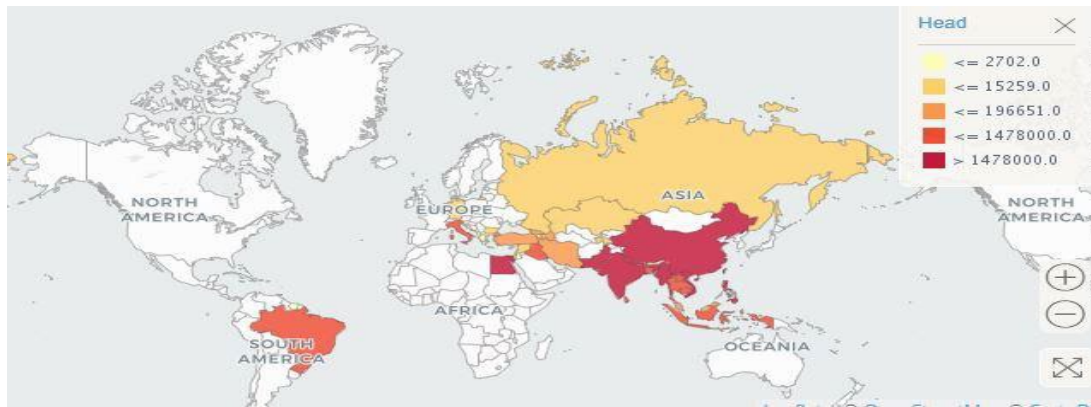 Head
<= 2702.0
<= 15259.0
<= 196651.0
<= 1478000.0
> 1478000.0
NORTH
AMERICA
EUROPE
ASIA
NORTH
AMERICA
AFRICA
SOUTH
AMERICA
OCEANIA